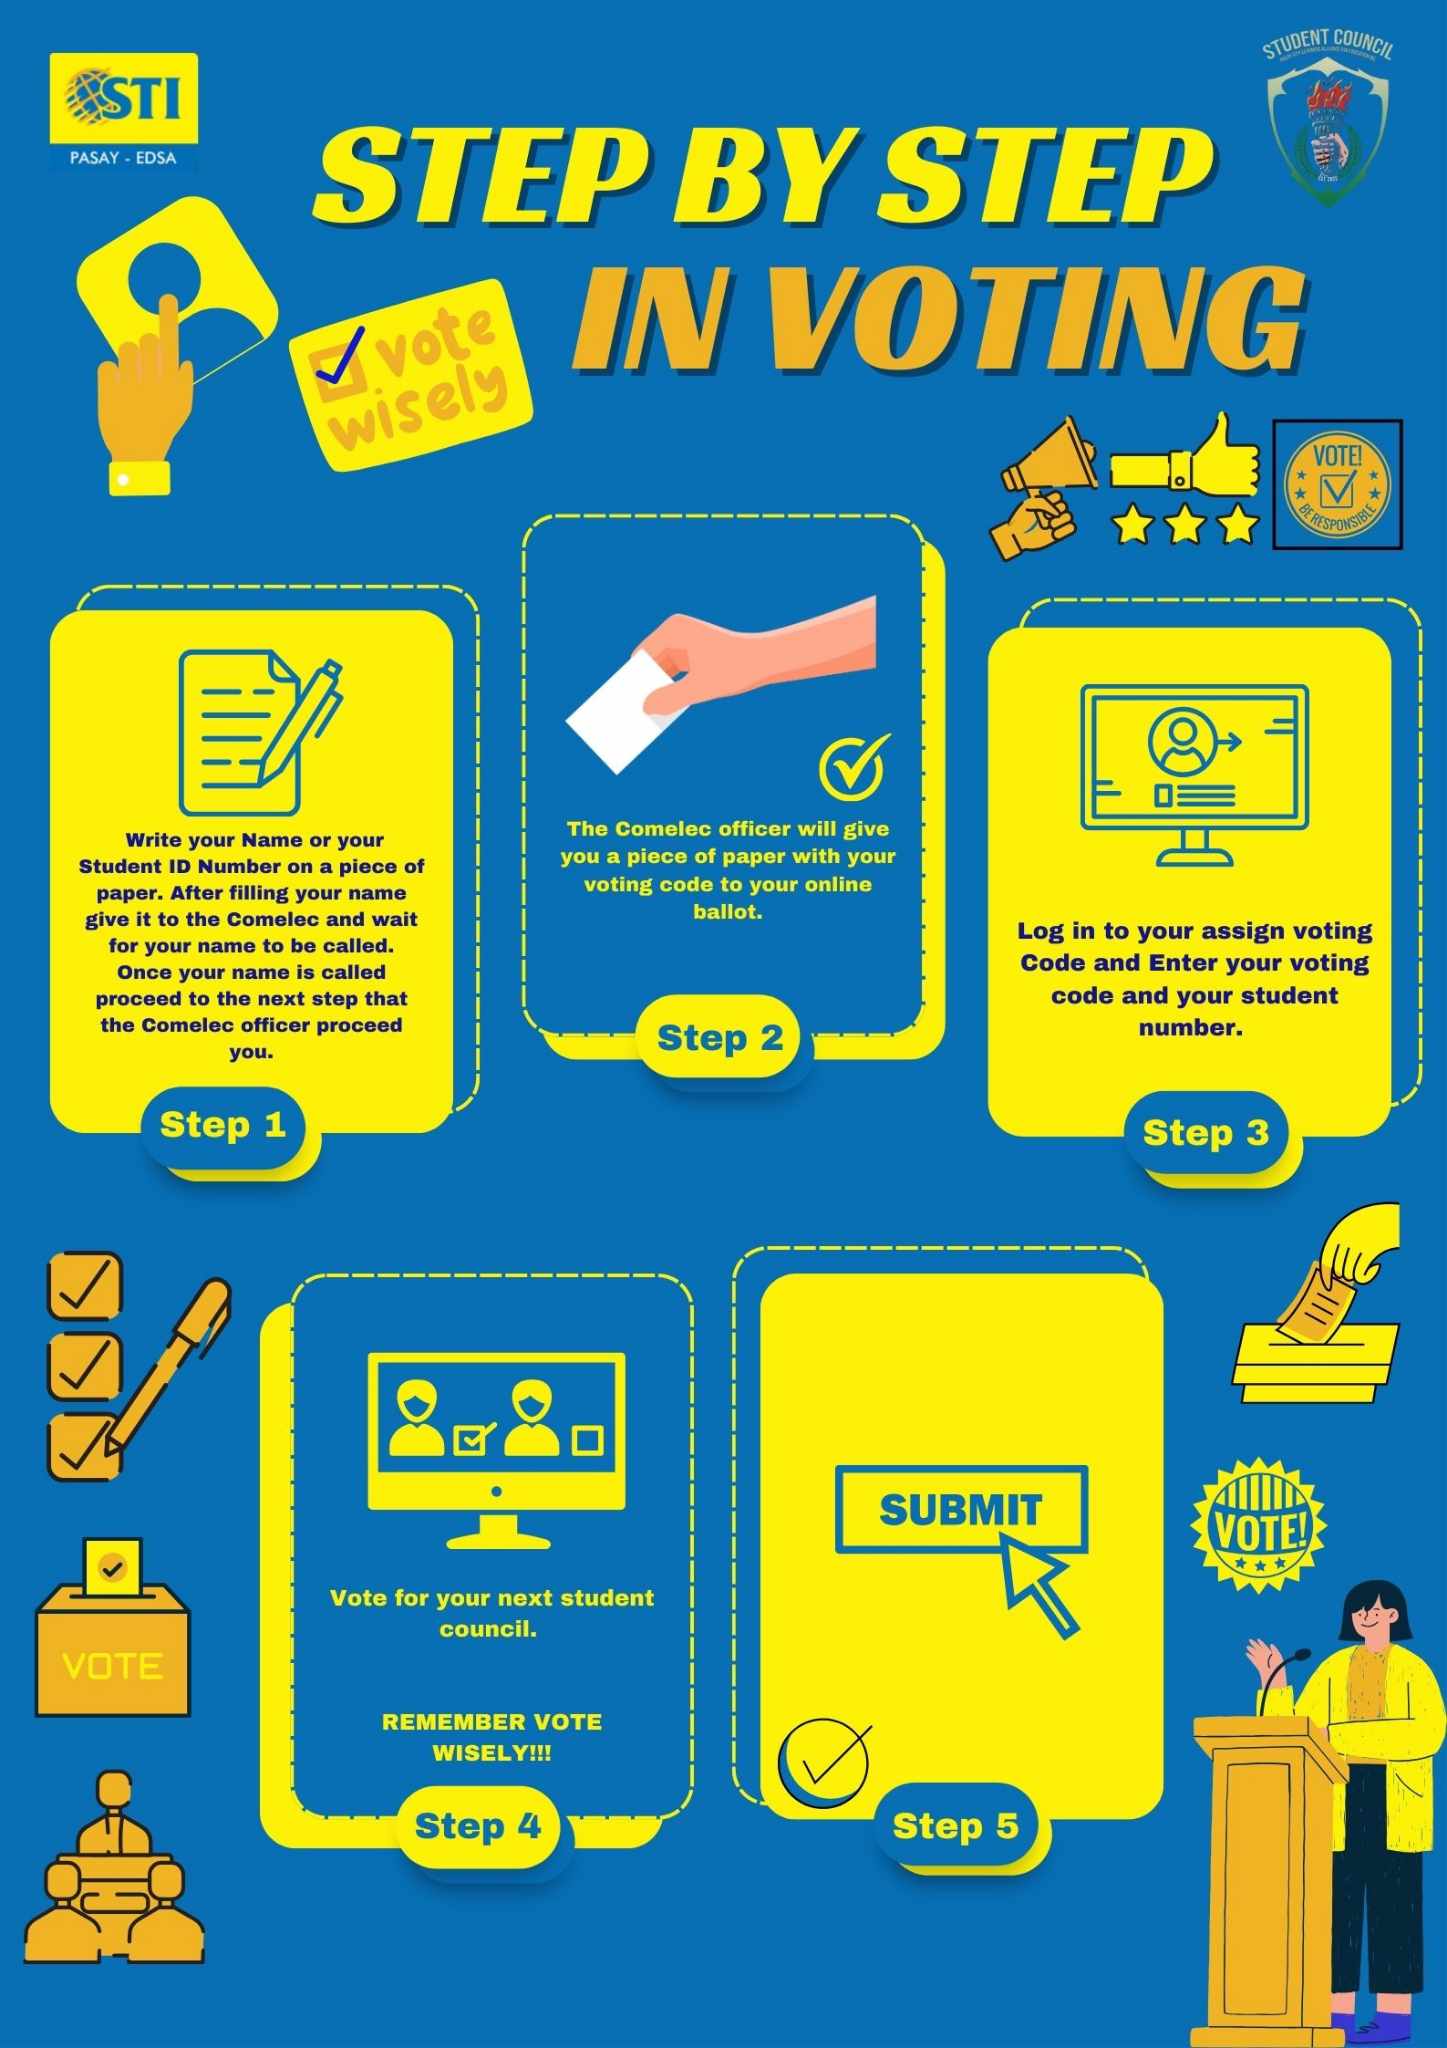 STI
PASAY - EDSA
STUDENT COUNCIL
STEP BY STEP
IN VOTING
vote
wisely
VOTE!
BE RESPONSIBLE
Write your Name or your
Student ID Number on a piece of
paper. After filling your name
give it to the Comelec and wait
for your name to be called.
Once your name is called
proceed to the next step that
the Comelec officer proceed
you.
Step 1
The Comelec officer will give
you a piece of paper with your
voting code to your online
ballot.
Step 2
Log in to your assign voting
Code and Enter your voting
code and your student
number.
Step 3
Vote for your next student
council.
REMEMBER VOTE
WISELY!!!
Step 4
SUBMIT
Step 5
VOTE!
VOTE